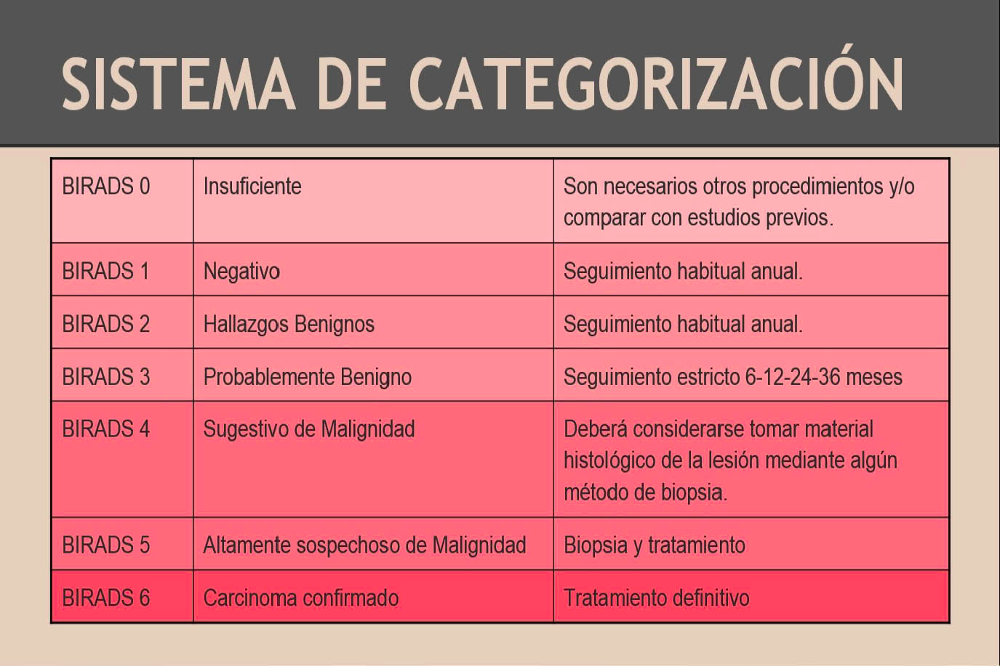 SISTEMA DE CATEGORIZACIÓN
BIRADS 0 Insuficiente Son necesarios otros procedimientos y/o
comparar con estudios previos.
BIRADS 1 Negativo Seguimiento habitual anual.
BIRADS 2 Hallazgos Benignos Seguimiento habitual anual.
BIRADS 3 Probablemente Benigno Seguimiento estricto 6-12-24-36 meses
BIRADS 4 Sugestivo de Malignidad Deberá considerarse tomar material
histológico de la lesión mediante algún
método de biopsia.
BIRADS 5 Altamente sospechoso de Malignidad Biopsia y tratamiento
BIRADS 6 Carcinoma confirmado Tratamiento definitivo